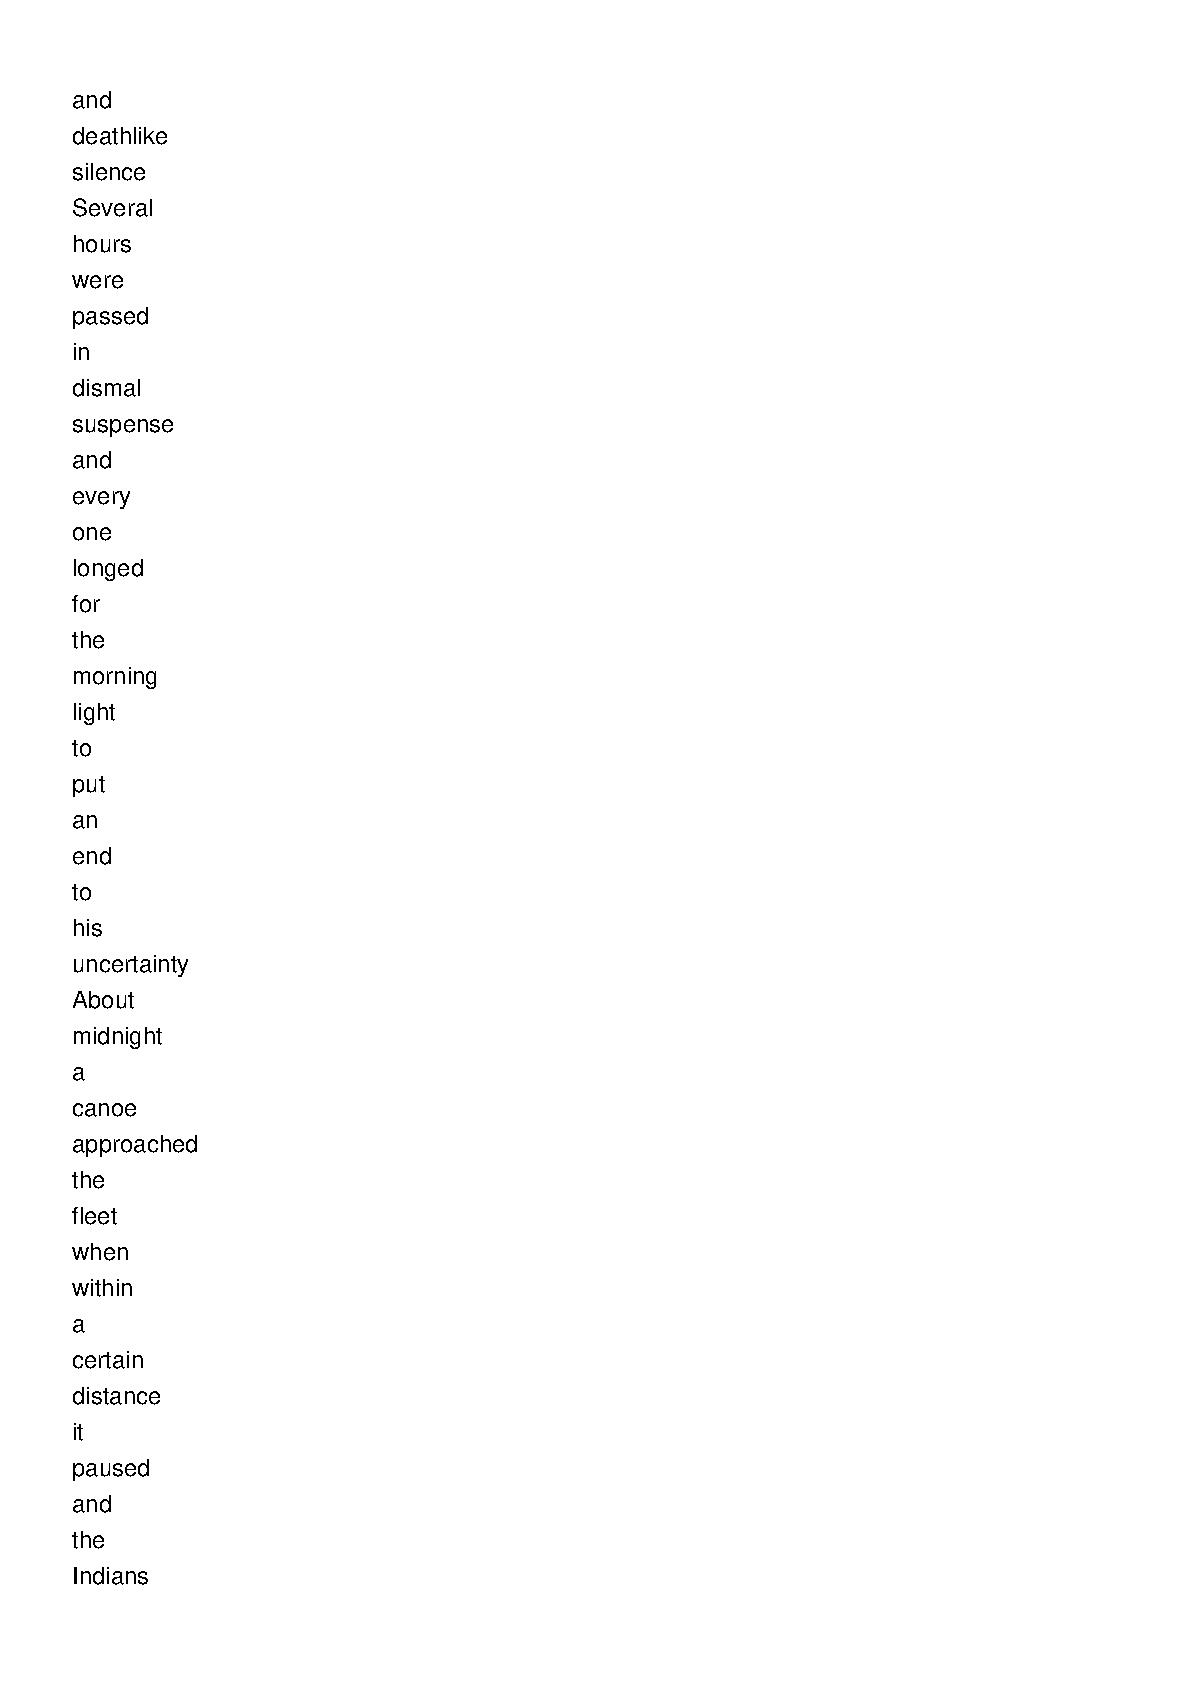 and
deathlike
silence
Several
hours
were
passed
in
dismal
suspense
and
every
one
longed
for
the
morning
light
to
put
an
end
to
his
uncertainty
About
midnight
a
canoe
approached
the
fleet
when
within
a
certain
distance
it
paused
and
the
Indians